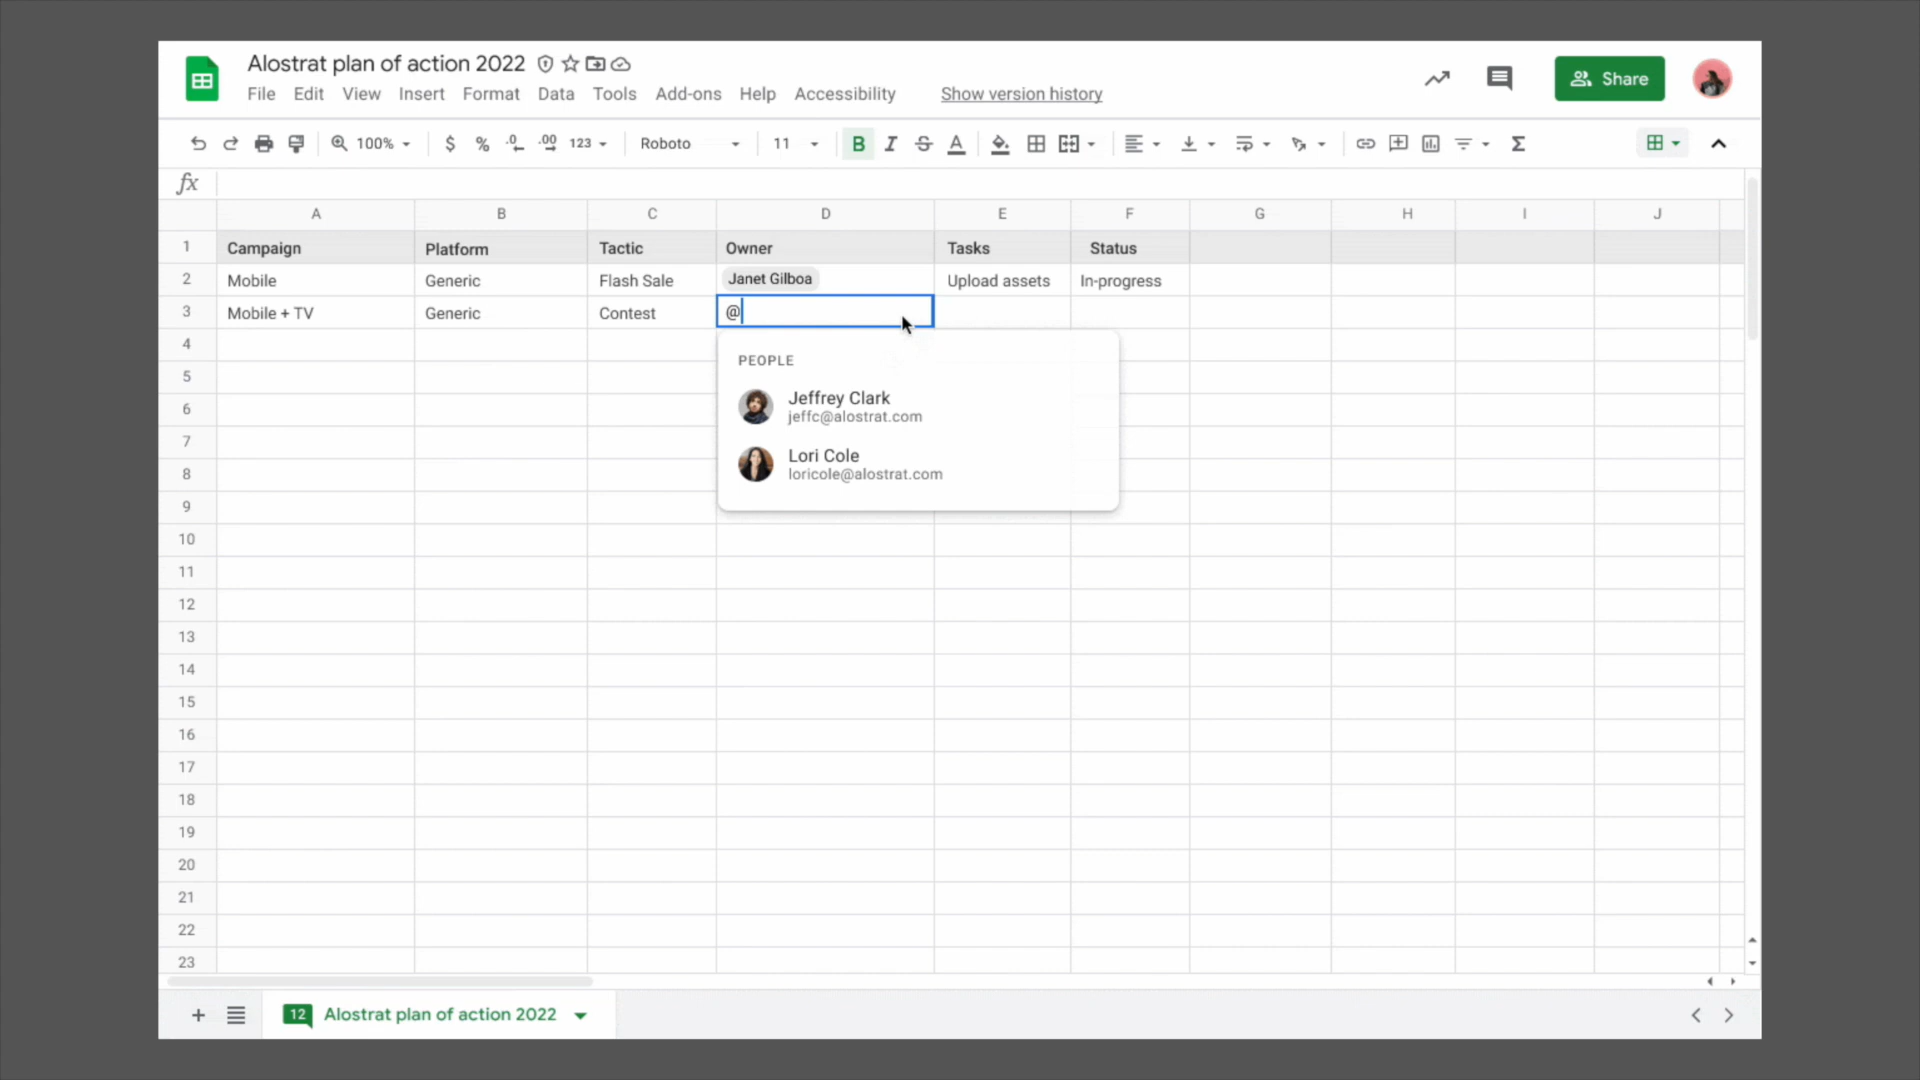 Alostrat plan of action 2022
File Edit View Insert Format Data Tools Add-ons Help Accessibility Show version history
Share
100% $ % .0 .00 123 Roboto 11 B I S A Σ
fx
A B C D E F G H I J
1 Campaign Platform Tactic Owner Tasks Status
2 Mobile Generic Flash Sale Janet Gilboa Upload assets In-progress
3 Mobile + TV Generic Contest @
4
PEOPLE
5
Jeffrey Clark
6
jeffc@alostrat.com
7
Lori Cole
8
loricole@alostrat.com
9
10
11
12
13
14
15
16
17
18
19
20
21
22
23
+ 12 Alostrat plan of action 2022